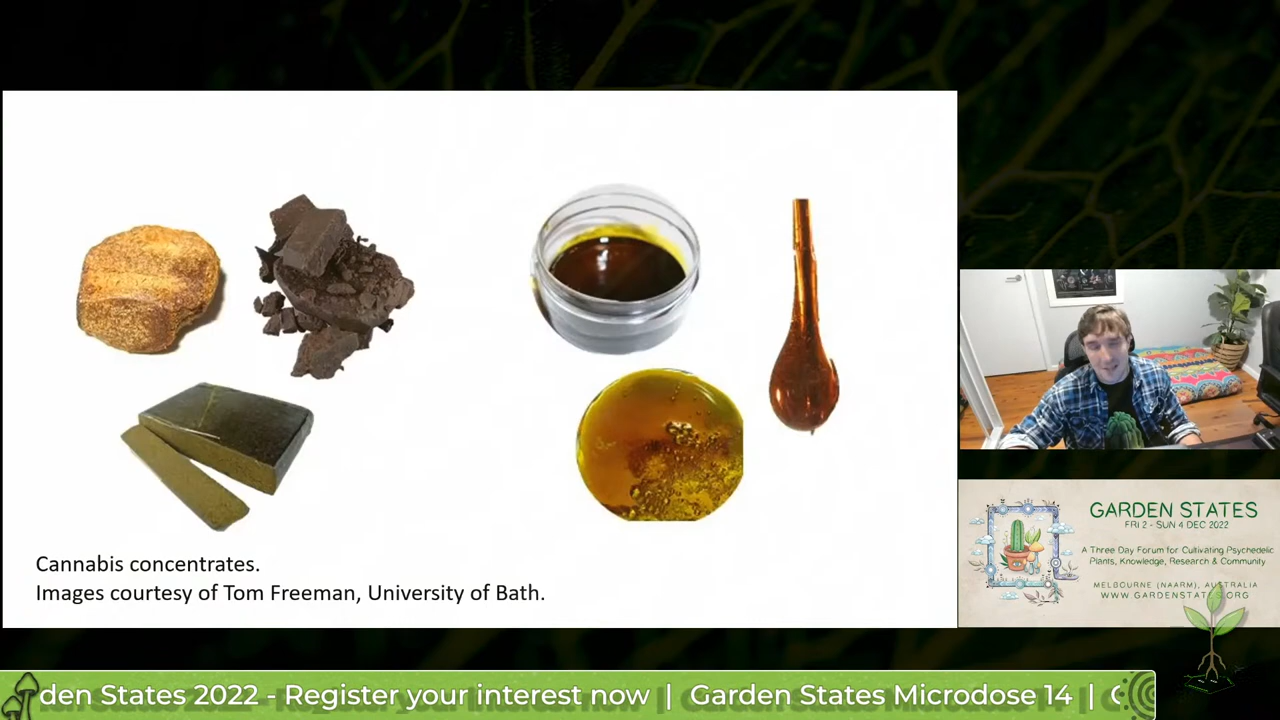 Cannabis concentrates.
Images courtesy of Tom Freeman, University of Bath.
GARDEN STATES
FRI 2 - SUN 4 DEC 2022
A Three Day Forum for Cultivating Psychedelic
Plants, Knowledge, Research & Community
MELBOURNE (NAARM), AUSTRALIA
WWW.GARDENSTATES.ORG
den States 2022 - Register your interest now | Garden States Microdose 14 |